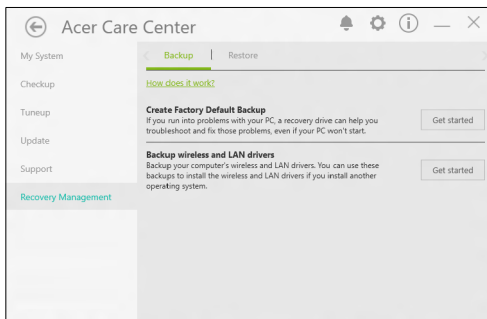 Acer Care Center
My System
Checkup
Tuneup
Update
Support
Recovery Management
Backup
Restore
How does it work?
Create Factory Default Backup
If you run into problems with your PC, a recovery drive can help you
troubleshoot and fix those problems, even if your PC won't start.
Get started
Backup wireless and LAN drivers
Backup your computer's wireless and LAN drivers. You can use these
backups to install the wireless and LAN drivers if you install another
operating system.
Get started